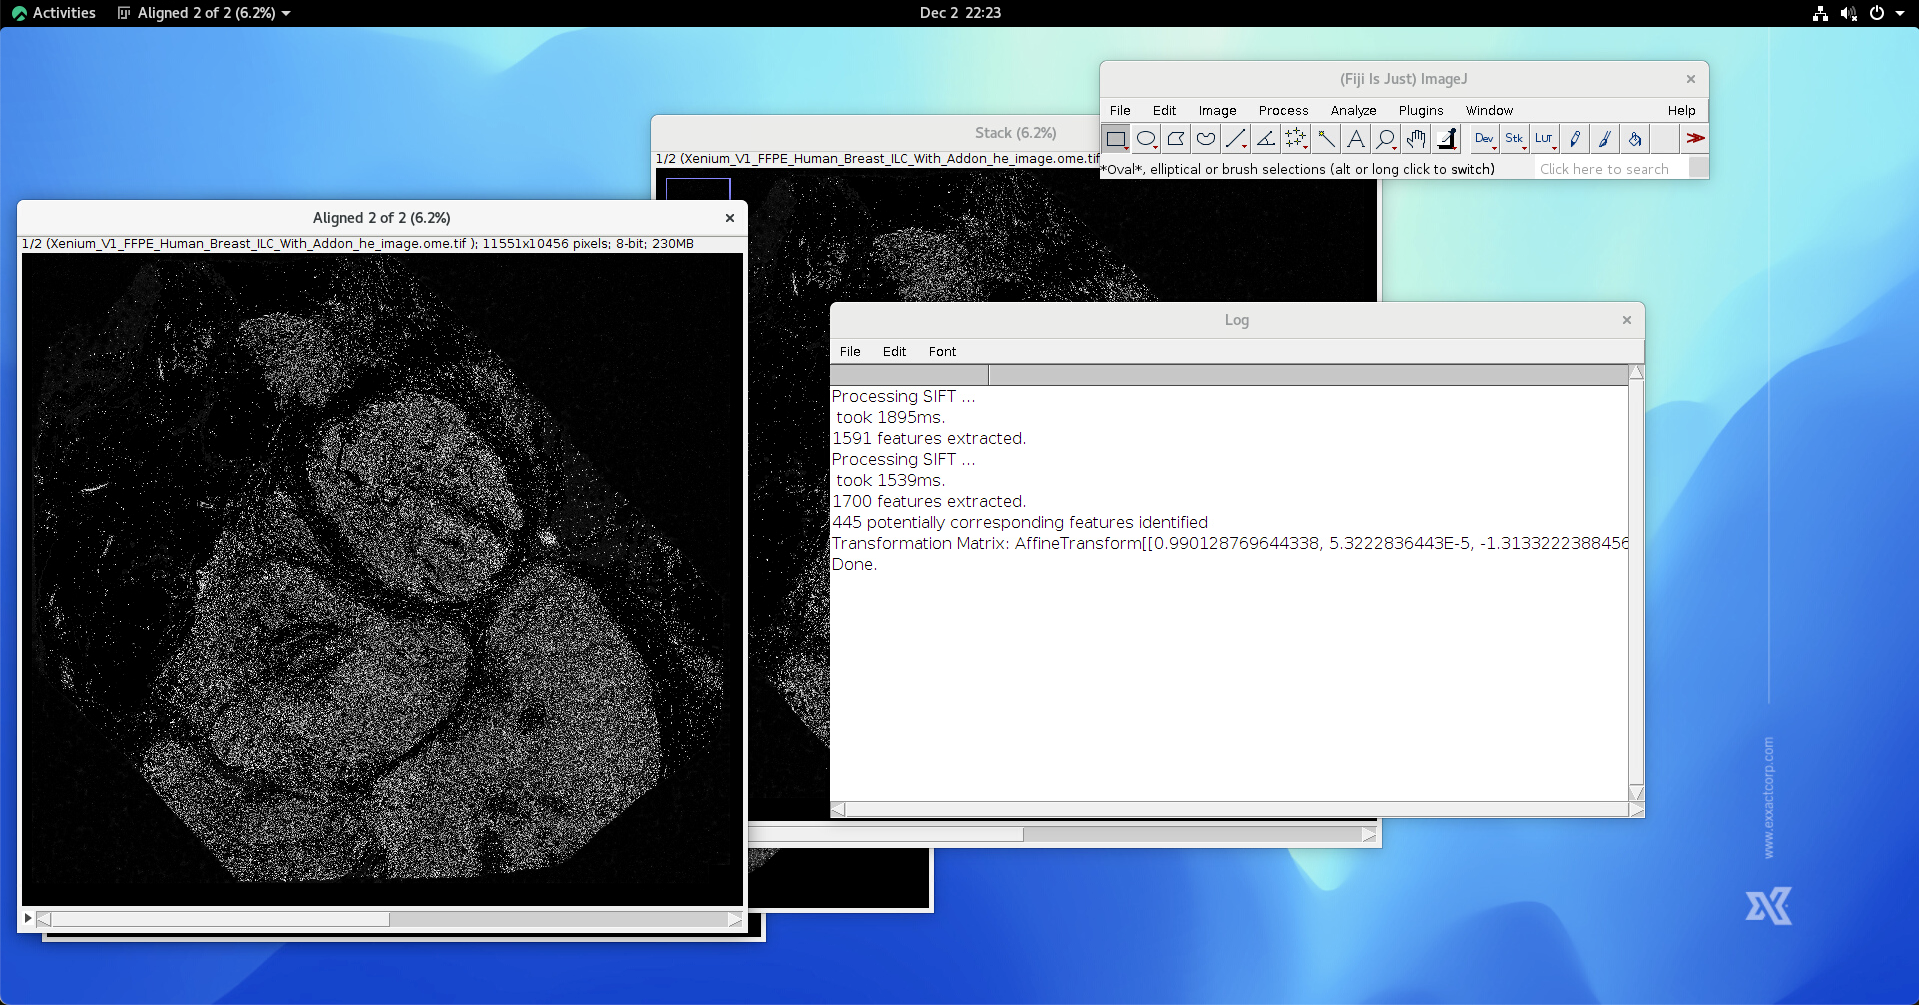 Activities
Aligned 2 of 2 (6.2%)
Dec 2 22:23
(Fiji Is Just) ImageJ
File Edit Image Process Analyze Plugins Window Help
Dev Stk LUT
*Oval*, elliptical or brush selections (alt or long click to switch)
Click here to search
Stack (6.2%)
1/2 (Xenium_V1_FFPE_Human_Breast_ILC_With_Addon_he_image.ome.tif
Aligned 2 of 2 (6.2%)
1/2 (Xenium_V1_FFPE_Human_Breast_ILC_With_Addon_he_image.ome.tif ); 11551x10456 pixels; 8-bit; 230MB
Log
File Edit Font
Processing SIFT ...
took 1895ms.
1591 features extracted.
Processing SIFT ...
took 1539ms.
1700 features extracted.
445 potentially corresponding features identified
Transformation Matrix: AffineTransform[[0.990128769644338, 5.3222836443E-5, -1.3133222388456
Done.
www.exxactcorp.com